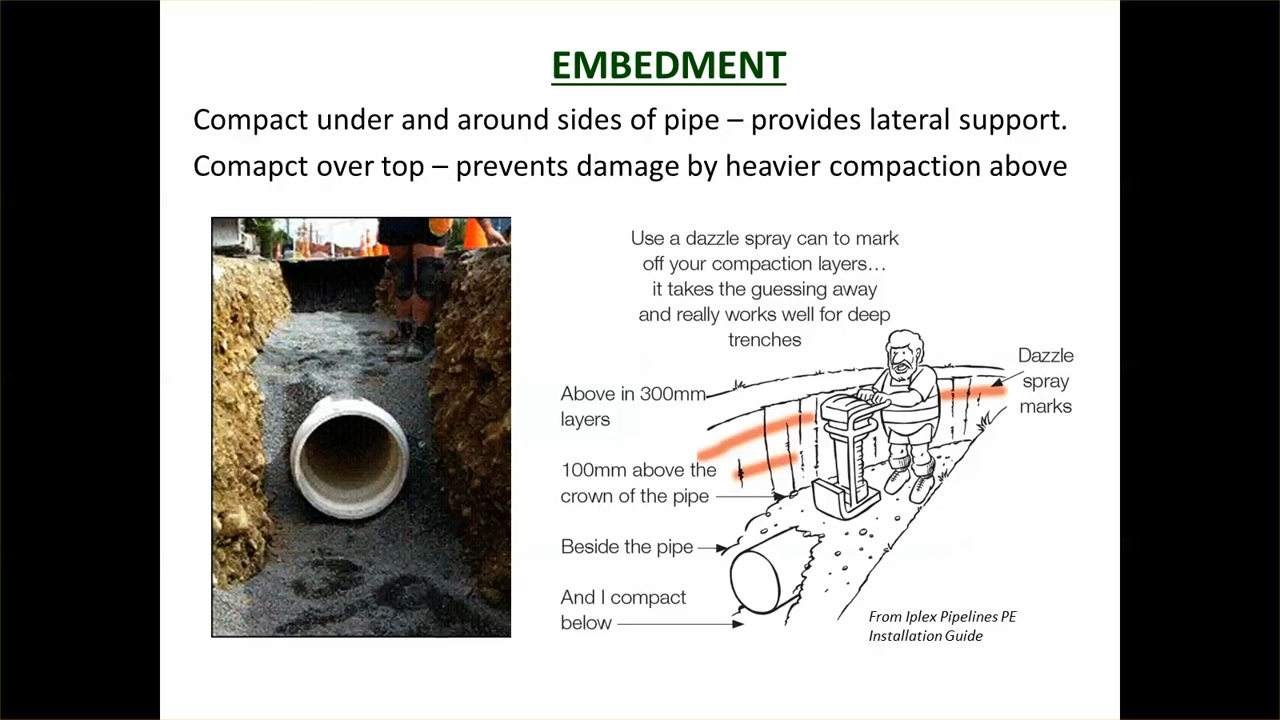 EMBEDMENT
Compact under and around sides of pipe – provides lateral support.
Comapct over top – prevents damage by heavier compaction above
Use a dazzle spray can to mark
off your compaction layers…
it takes the guessing away
and really works well for deep
trenches
Dazzle
spray
marks
Above in 300mm
layers
100mm above the
crown of the pipe
Beside the pipe
And I compact
below
From Iplex Pipelines PE
Installation Guide